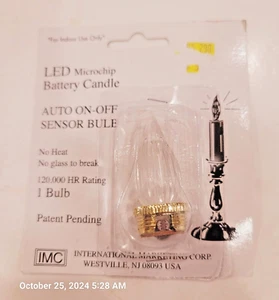 "For Indoor Use Only"
LED Microchip
Battery Candle
AUTO ON-OFF
SENSOR BULB
No Heat
No glass to break
120,000 HR Rating
1 Bulb
Patent Pending
IMC
INTERNATIONAL MARKETING CORP.
WESTVILLE, NJ 08093 USA
October 25, 2024 5:28 AM